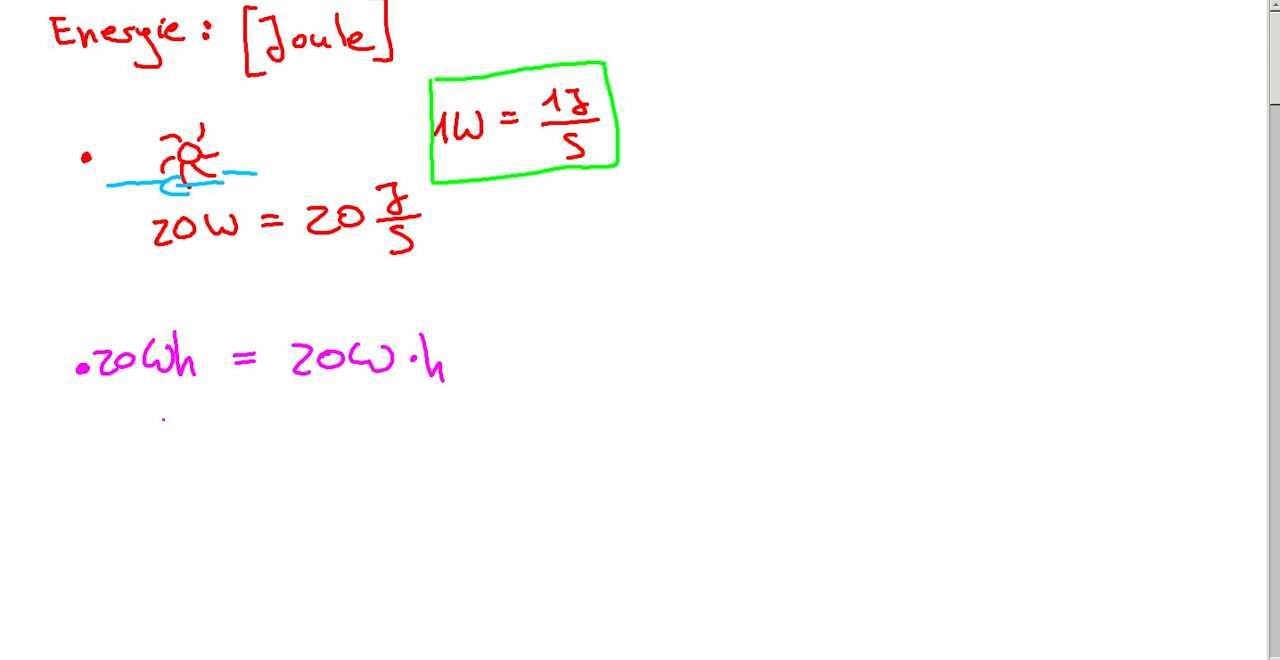 Energie: [Joule]
1W = 1J/s
20W = 20 J/s
• 20Wh = 20W·h